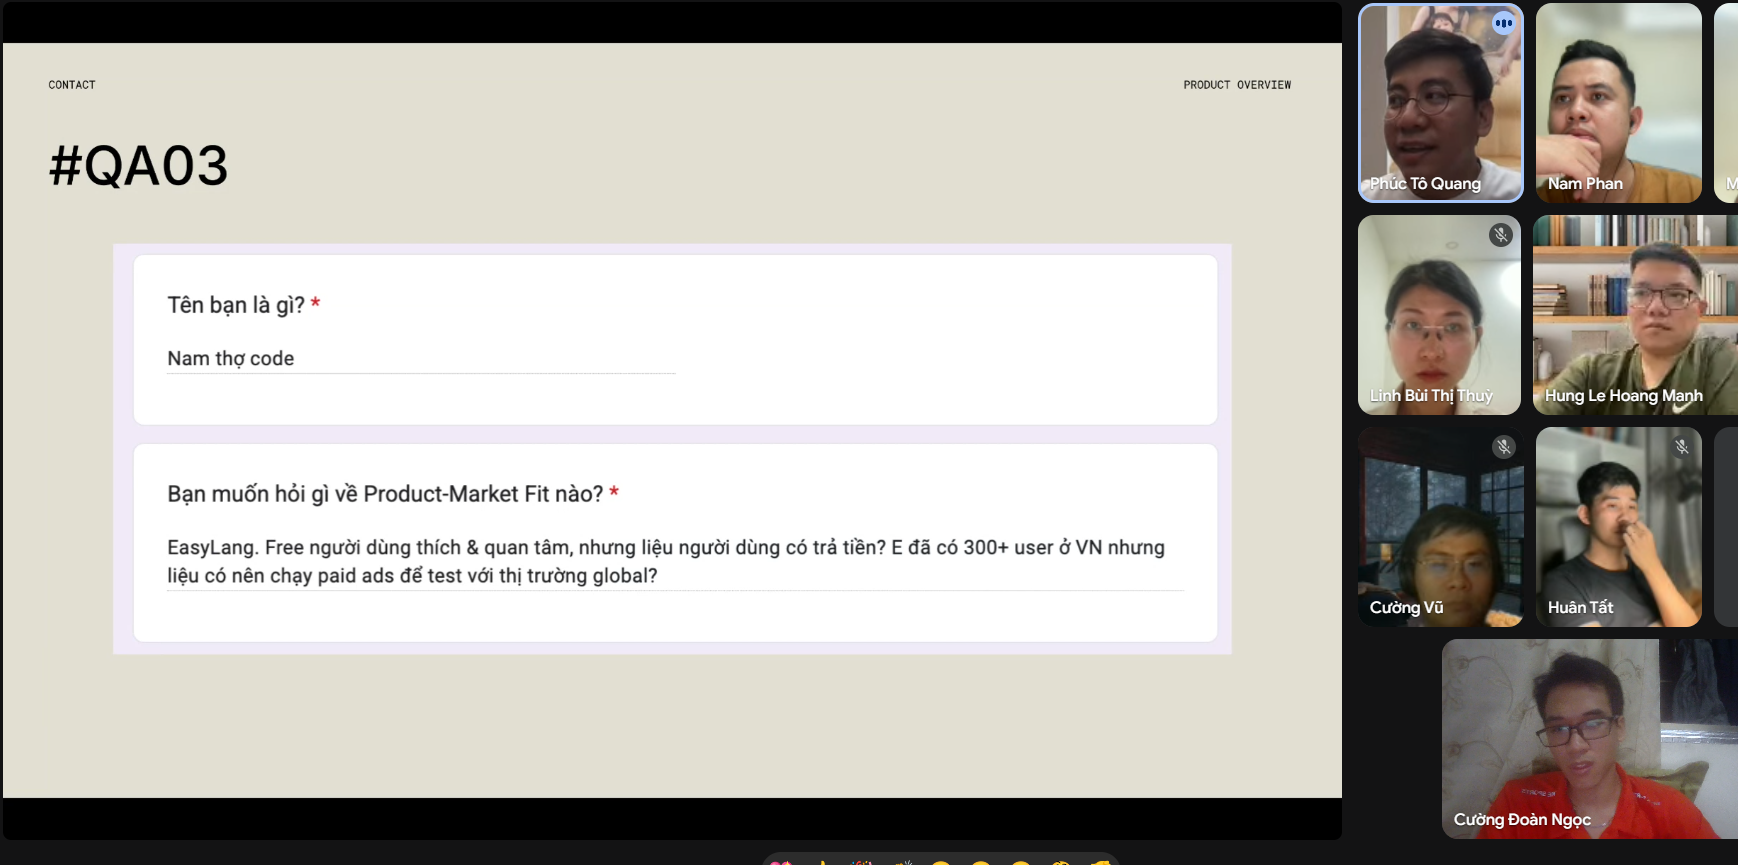 CONTACT
PRODUCT OVERVIEW
#QA03
Tên bạn là gì? *
Nam thợ code
Bạn muốn hỏi gì về Product-Market Fit nào? *
EasyLang. Free người dùng thích & quan tâm, nhưng liệu người dùng có trả tiền? E đã có 300+ user ở VN nhưng
liệu có nên chạy paid ads để test với thị trường global?
Phúc Tô Quang
Nam Phan
M
Linh Bùi Thị Thuỳ
Hung Le Hoang Manh
Cường Vũ
Huân Tất
Cường Đoàn Ngọc